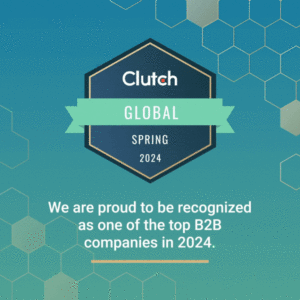 Clutch
GLOBAL
SPRING
2024
We are proud to be recognized
as one of the top B2B
companies in 2024.